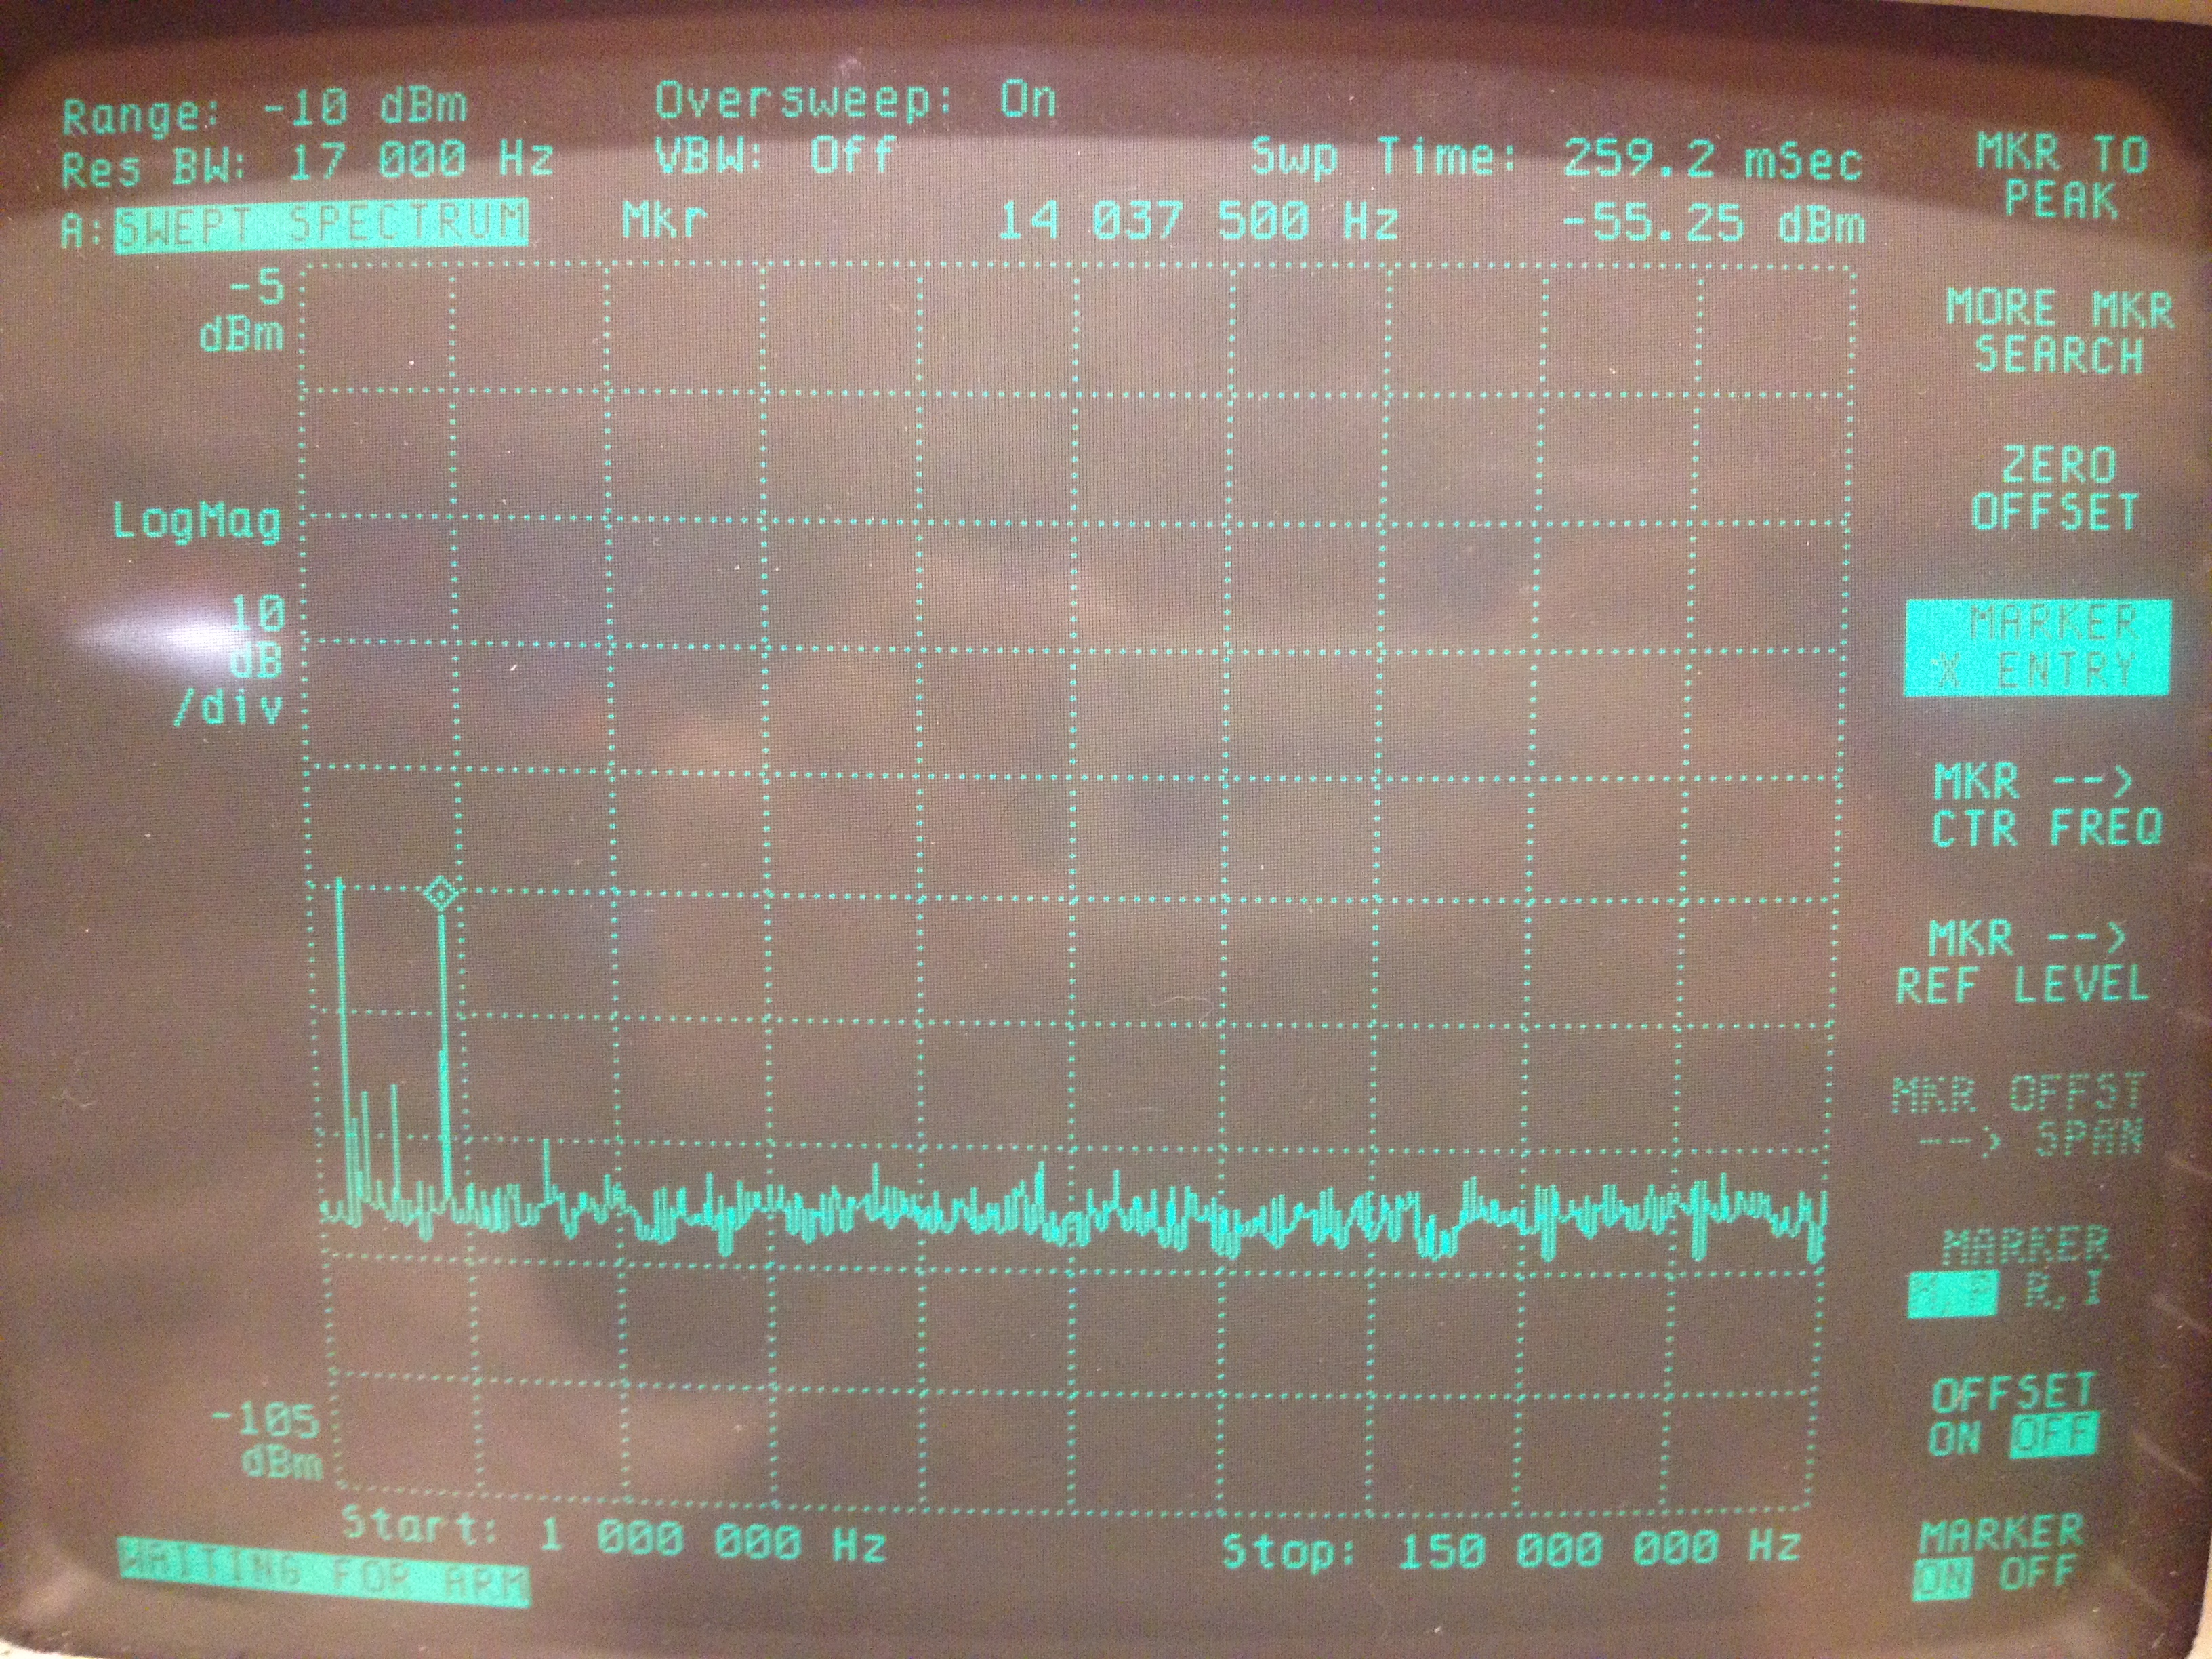 Range: -10 dBm Oversweep: On
Res BW: 17 000 Hz VBW: Off Swp Time: 259.2 mSec
A: SWEPT SPECTRUM Mkr 14 037 500 Hz -55.25 dBm
-5
dBm
LogMag
10
dB
/div
-105
dBm
Start: 1 000 000 Hz Stop: 150 000 000 Hz
WAITING FOR ARM
MKR TO
PEAK
MORE MKR
SEARCH
ZERO
OFFSET
MARKER
X ENTRY
MKR -->
CTR FREQ
MKR -->
REF LEVEL
MKR OFFST
--> SPAN
MARKER
R,I
OFFSET
ON OFF
MARKER
ON OFF